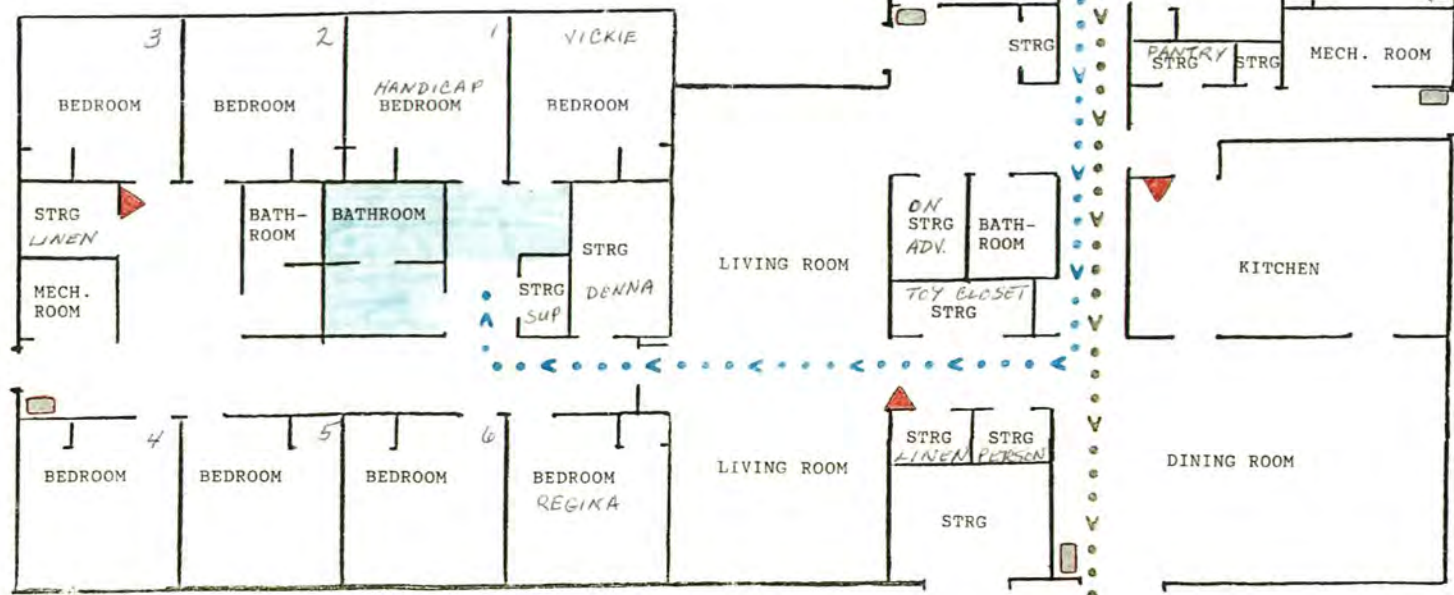 3
2
1
VICKIE
BEDROOM
BEDROOM
HANDICAP
BEDROOM
BEDROOM
STRG
PANTRY
STRG
STRG
MECH. ROOM
STRG
LINEN
BATH-
ROOM
BATHROOM
STRG
DENNA
MECH.
ROOM
STRG
SUP
LIVING ROOM
ON
STRG
ADV.
BATH-
ROOM
TOY CLOSET
STRG
KITCHEN
4
5
6
BEDROOM
BEDROOM
BEDROOM
BEDROOM
REGINA
LIVING ROOM
STRG
LINEN
STRG
PERSON
STRG
DINING ROOM